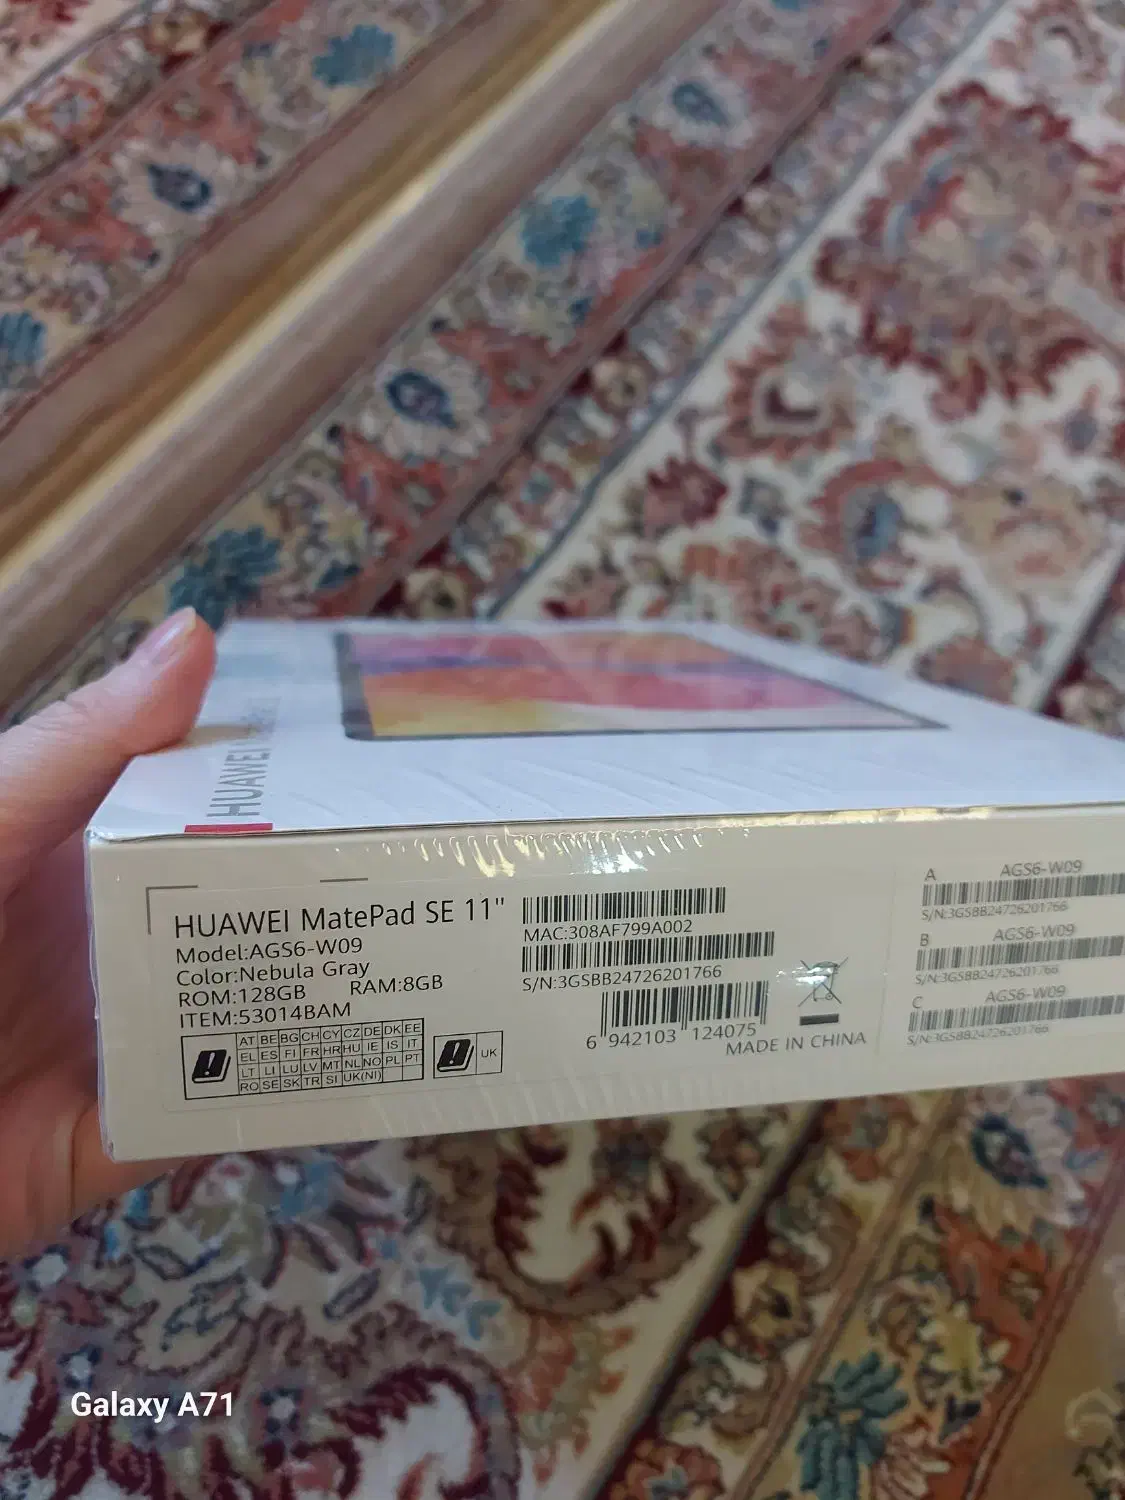 HUAWEI
HUAWEI MatePad SE 11"
Model:AGS6-W09
Color:Nebula Gray
ROM:128GB RAM:8GB
ITEM:53014BAM
AT BE BG CH CY CZ DE DK EE
EL ES FI FR HR HU IE IS IT
LT LI LU LV MT NL NO PL PT
RO SE SK TR SI UK(NI)
UK
MAC:308AF799A002
S/N:3GSBB24726201766
6 942103 124075
MADE IN CHINA
A AGS6-W09
S/N:3GSBB24726201766
B AGS6-W09
S/N:3GSBB24726201766
C AGS6-W09
S/N:3GSBB24726201766
Galaxy A71